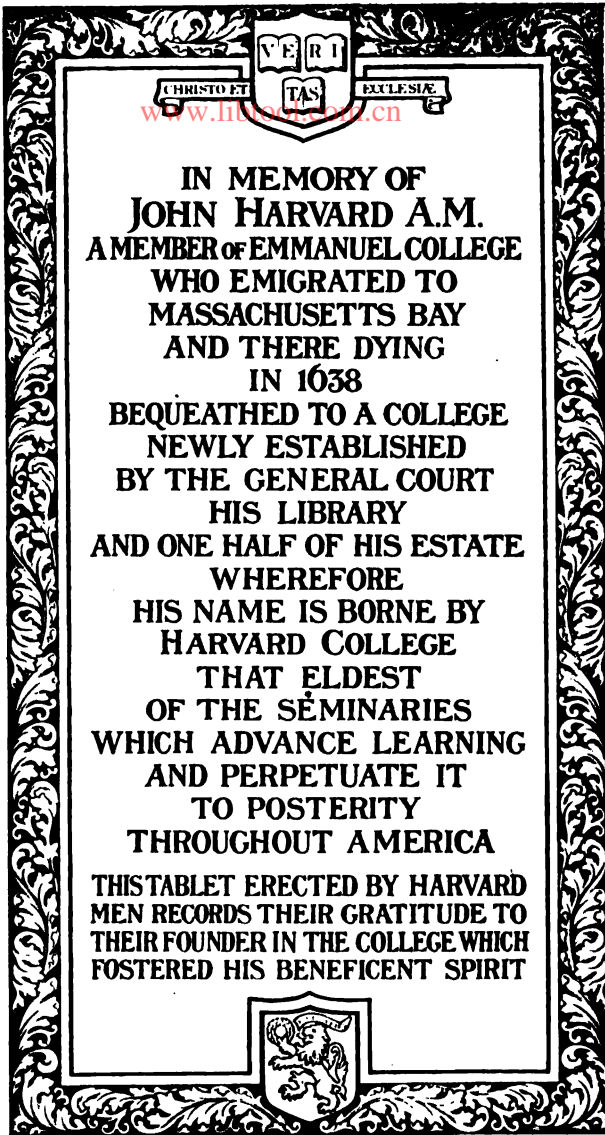 VE RI
CHRISTO ET TAS ECCLESIÆ
www.libtool.com.cn
IN MEMORY OF
JOHN HARVARD A.M.
A MEMBER OF EMMANUEL COLLEGE
WHO EMIGRATED TO
MASSACHUSETTS BAY
AND THERE DYING
IN 1638
BEQUEATHED TO A COLLEGE
NEWLY ESTABLISHED
BY THE GENERAL COURT
HIS LIBRARY
AND ONE HALF OF HIS ESTATE
WHEREFORE
HIS NAME IS BORNE BY
HARVARD COLLEGE
THAT ELDEST
OF THE SEMINARIES
WHICH ADVANCE LEARNING
AND PERPETUATE IT
TO POSTERITY
THROUGHOUT AMERICA
THIS TABLET ERECTED BY HARVARD
MEN RECORDS THEIR GRATITUDE TO
THEIR FOUNDER IN THE COLLEGE WHICH
FOSTERED HIS BENEFICENT SPIRIT